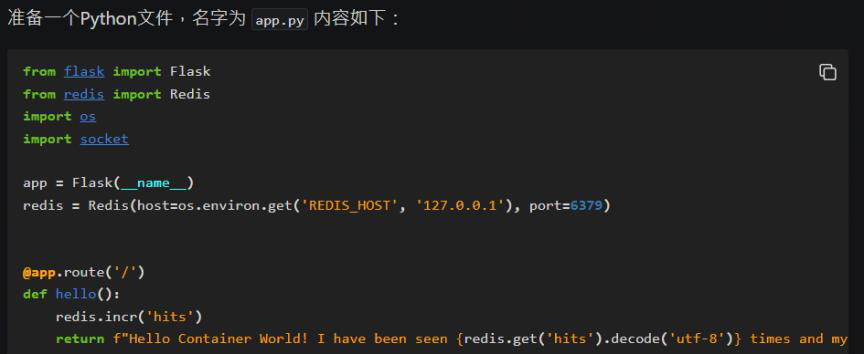 准备一个Python文件，名字为 app.py 内容如下：
from flask import Flask
from redis import Redis
import os
import socket
app = Flask(__name__)
redis = Redis(host=os.environ.get('REDIS_HOST', '127.0.0.1'), port=6379)
@app.route('/')
def hello():
    redis.incr('hits')
    return f"Hello Container World! I have been seen {redis.get('hits').decode('utf-8')} times and my